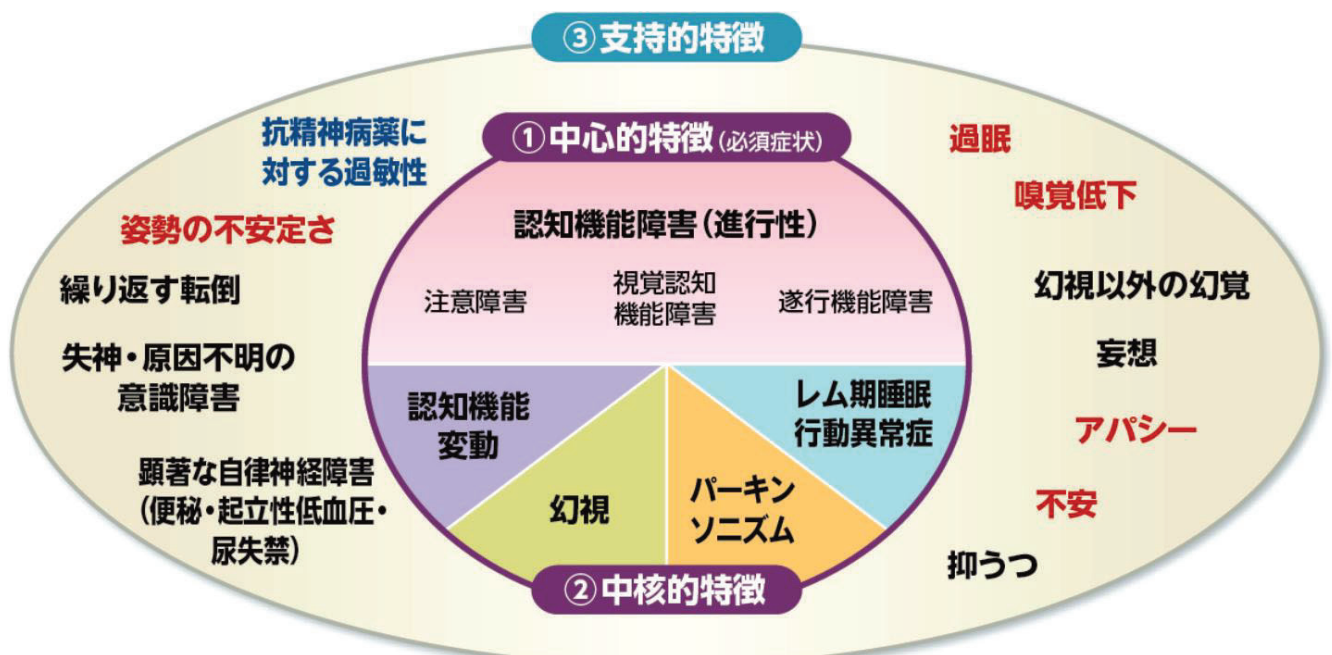 ③支持的特徴
抗精神病薬に
対する過敏性
姿勢の不安定さ
繰り返す転倒
失神・原因不明の
意識障害
顕著な自律神経障害
(便秘・起立性低血圧・
尿失禁)
①中心的特徴(必須症状)
認知機能障害(進行性)
注意障害
視覚認知
機能障害
遂行機能障害
認知機能
変動
幻視
パーキン
ソニズム
レム期睡眠
行動異常症
②中核的特徴
過眠
嗅覚低下
幻視以外の幻覚
妄想
アパシー
不安
抑うつ